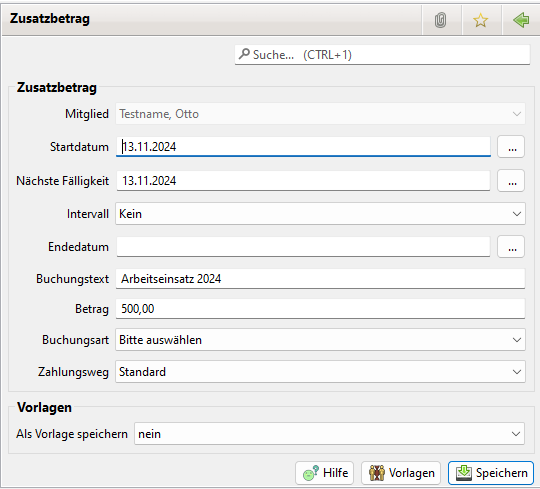 Zusatzbetrag
Suche... (CTRL+1)
Zusatzbetrag
Mitglied Testname, Otto
Startdatum 13.11.2024 ...
Nächste Fälligkeit 13.11.2024 ...
Intervall Kein
Endedatum ...
Buchungstext Arbeitseinsatz 2024
Betrag 500,00
Buchungsart Bitte auswählen
Zahlungsweg Standard
Vorlagen
Als Vorlage speichern nein
Hilfe Vorlagen Speichern